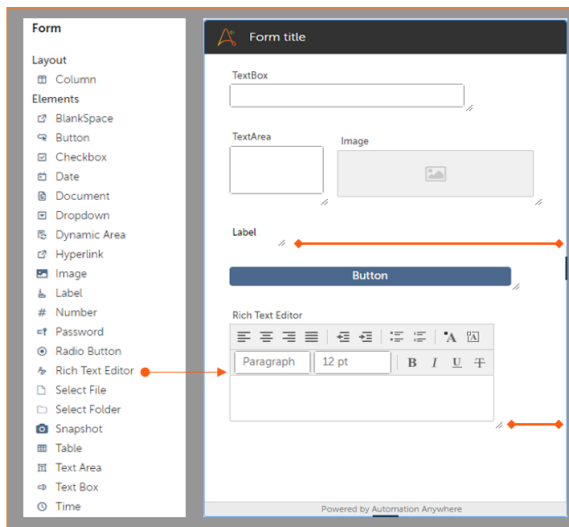 Form
Layout
Column
Elements
BlankSpace
Button
Checkbox
Date
Document
Dropdown
Dynamic Area
Hyperlink
Image
Label
Number
Password
Radio Button
Rich Text Editor
Select File
Select Folder
Snapshot
Table
Text Area
Text Box
Time
Form title
TextBox
TextArea Image
Label
Button
Rich Text Editor
Paragraph 12 pt B I U T
Powered by Automation Anywhere